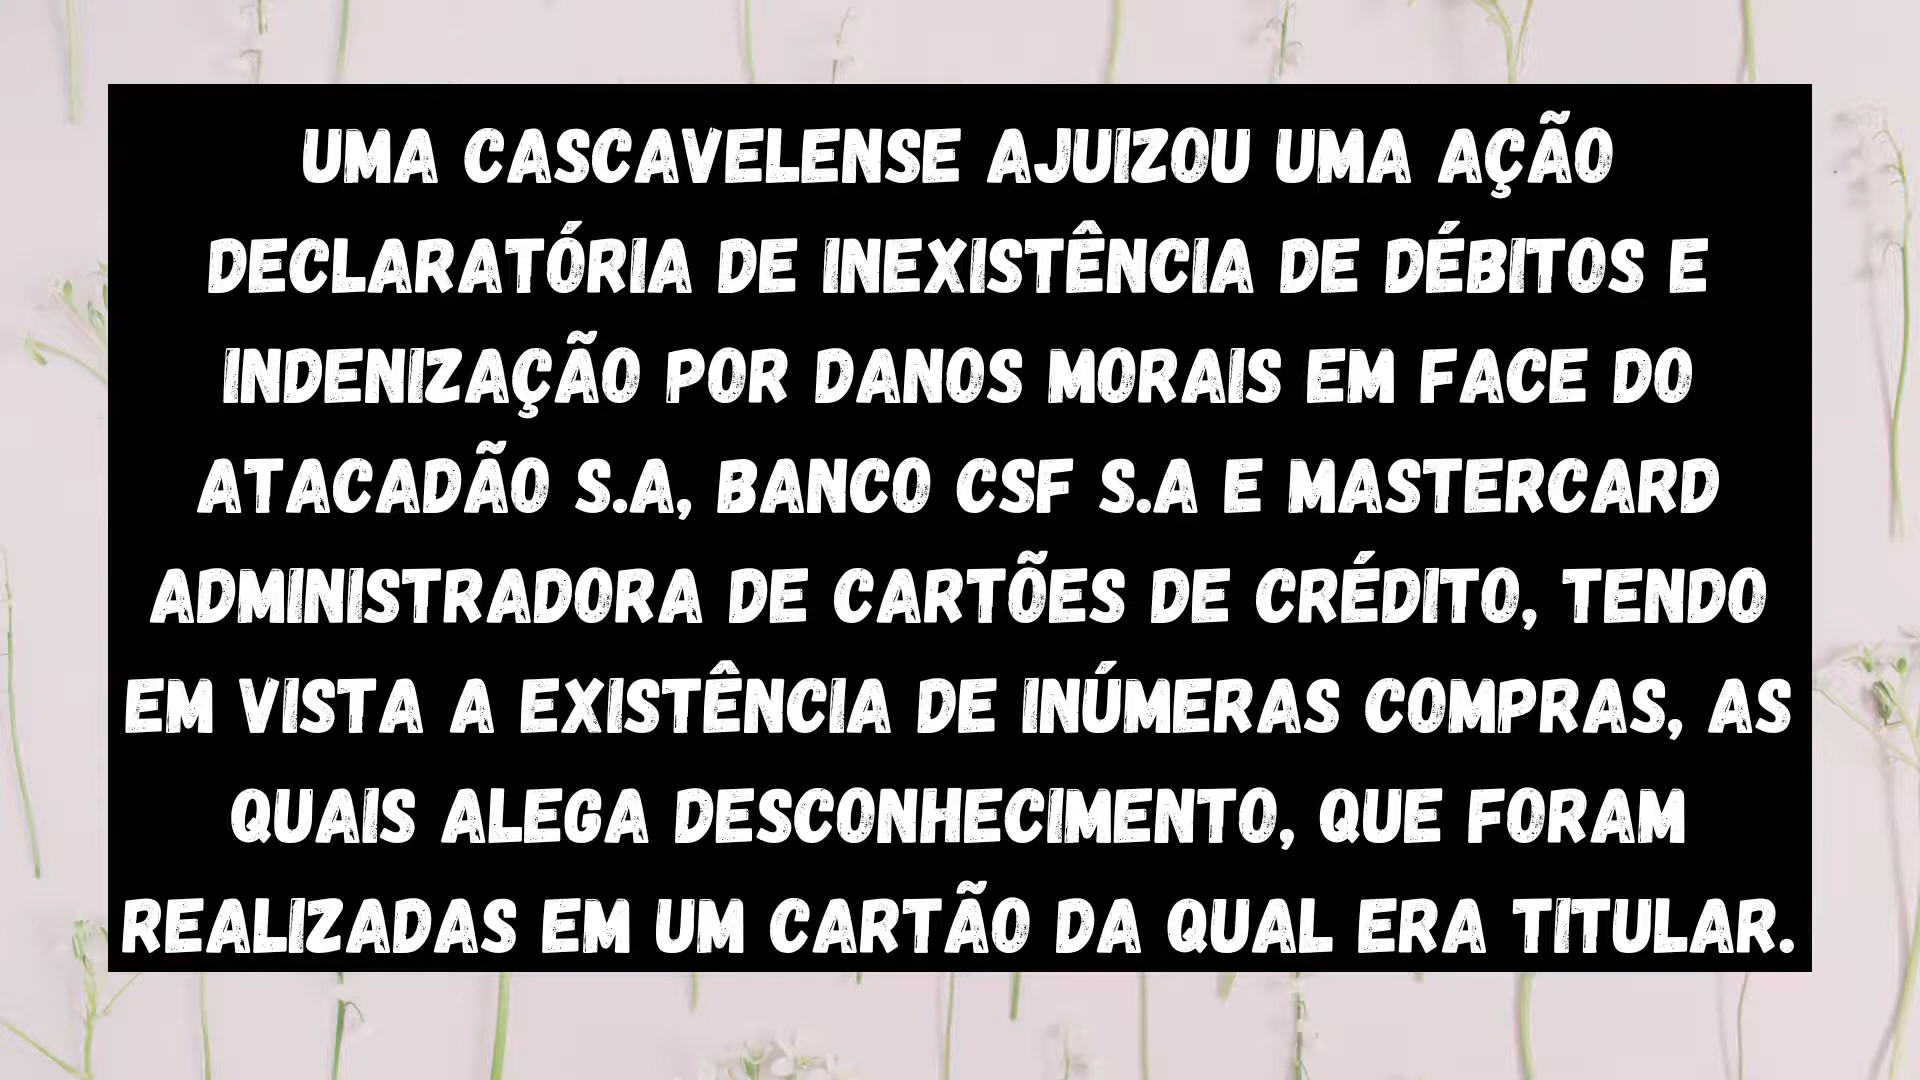 UMA CASCAVELENSE AJUIZOU UMA AÇÃO
DECLARATÓRIA DE INEXISTÊNCIA DE DÉBITOS E
INDENIZAÇÃO POR DANOS MORAIS EM FACE DO
ATACADÃO S.A, BANCO CSF S.A E MASTERCARD
ADMINISTRADORA DE CARTÕES DE CRÉDITO, TENDO
EM VISTA A EXISTÊNCIA DE INÚMERAS COMPRAS, AS
QUAIS ALEGA DESCONHECIMENTO, QUE FORAM
REALIZADAS EM UM CARTÃO DA QUAL ERA TITULAR.